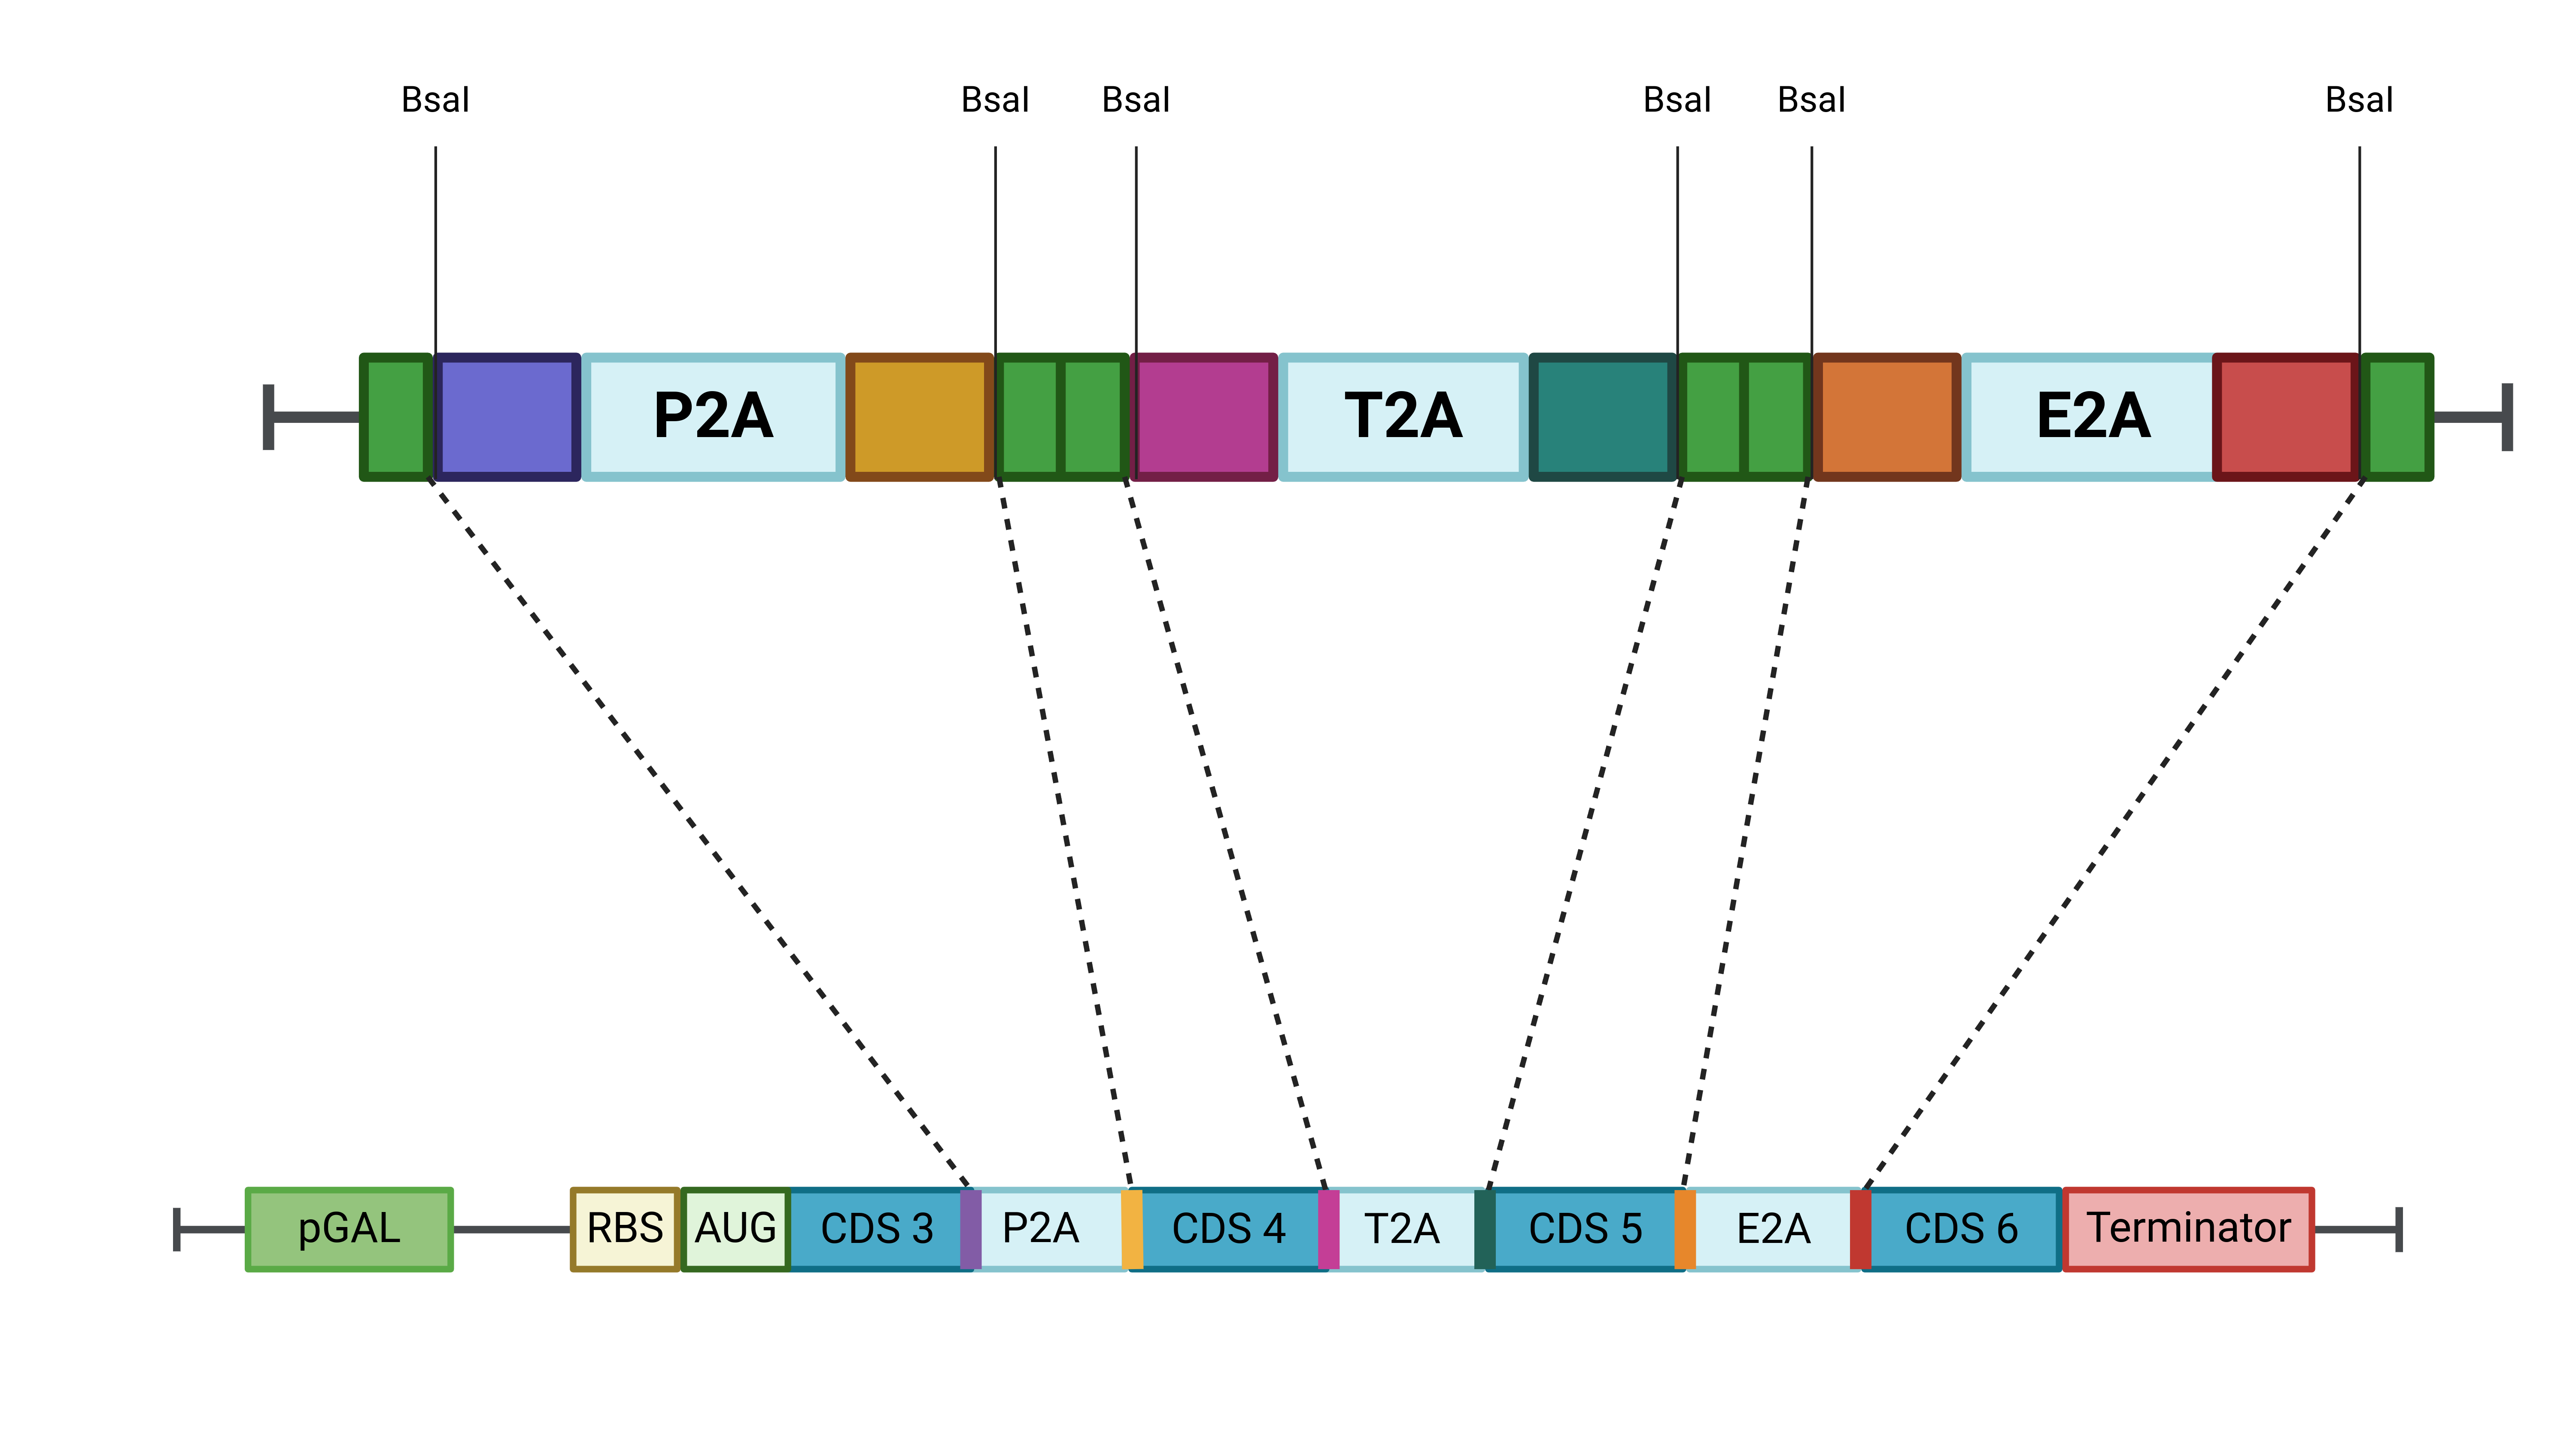 BsaI BsaI BsaI BsaI BsaI BsaI
P2A T2A E2A
pGAL RBS AUG CDS 3 P2A CDS 4 T2A CDS 5 E2A CDS 6 Terminator